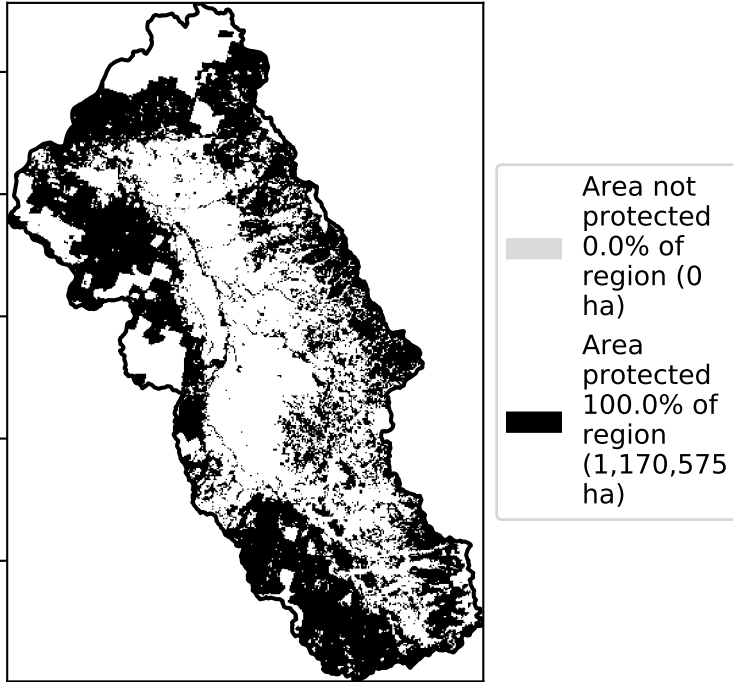 Area not
protected
0.0% of
region (0
ha)
Area
protected
100.0% of
region
(1,170,575
ha)